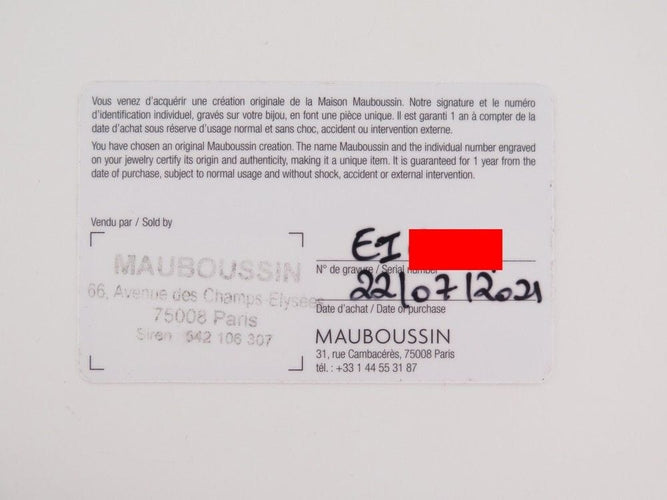 Vous venez d'acquérir une création originale de la Maison Mauboussin. Notre signature et le numéro
d'identification individuel, gravés sur votre bijou, en font une pièce unique. Il est garanti 1 an à compter de la
date d'achat sous réserve d'usage normal et sans choc, accident ou intervention externe.
You have chosen an original Mauboussin creation. The name Mauboussin and the individual number engraved
on your jewelry certify its origin and authenticity, making it a unique item. It is guaranteed for 1 year from the
date of purchase, subject to normal usage and without shock, accident or external intervention.
Vendu par / Sold by
MAUBOUSSIN
66, Avenue des Champs-Elysées
75008 Paris
Siren : 542 106 307
EI
N° de gravure / Serial number
22/07/2021
Date d'achat / Date of purchase
MAUBOUSSIN
31, rue Cambacérès, 75008 Paris
tél. : +33 1 44 55 31 87